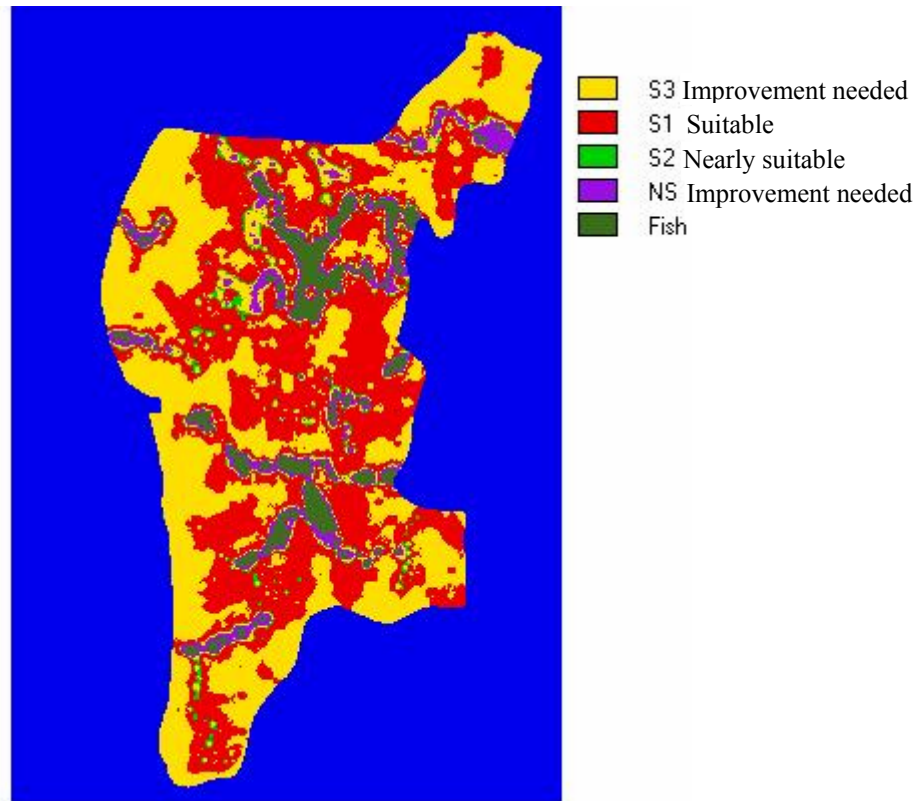 S3 Improvement needed
S1 Suitable
S2 Nearly suitable
NS Improvement needed
Fish